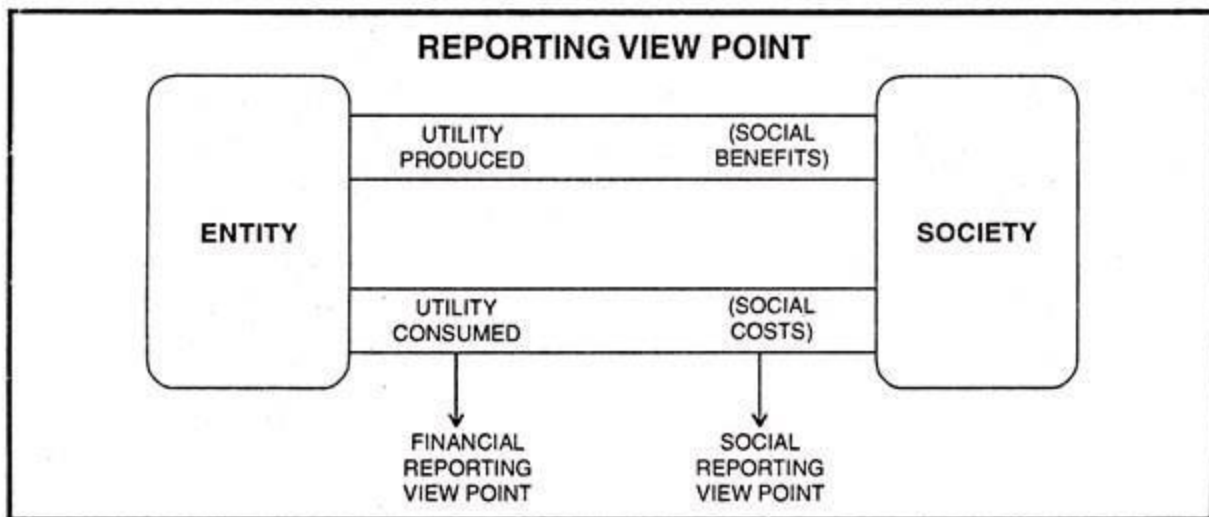 REPORTING VIEW POINT
UTILITY
PRODUCED
(SOCIAL
BENEFITS)
ENTITY
SOCIETY
UTILITY
CONSUMED
(SOCIAL
COSTS)
FINANCIAL
REPORTING
VIEW POINT
SOCIAL
REPORTING
VIEW POINT